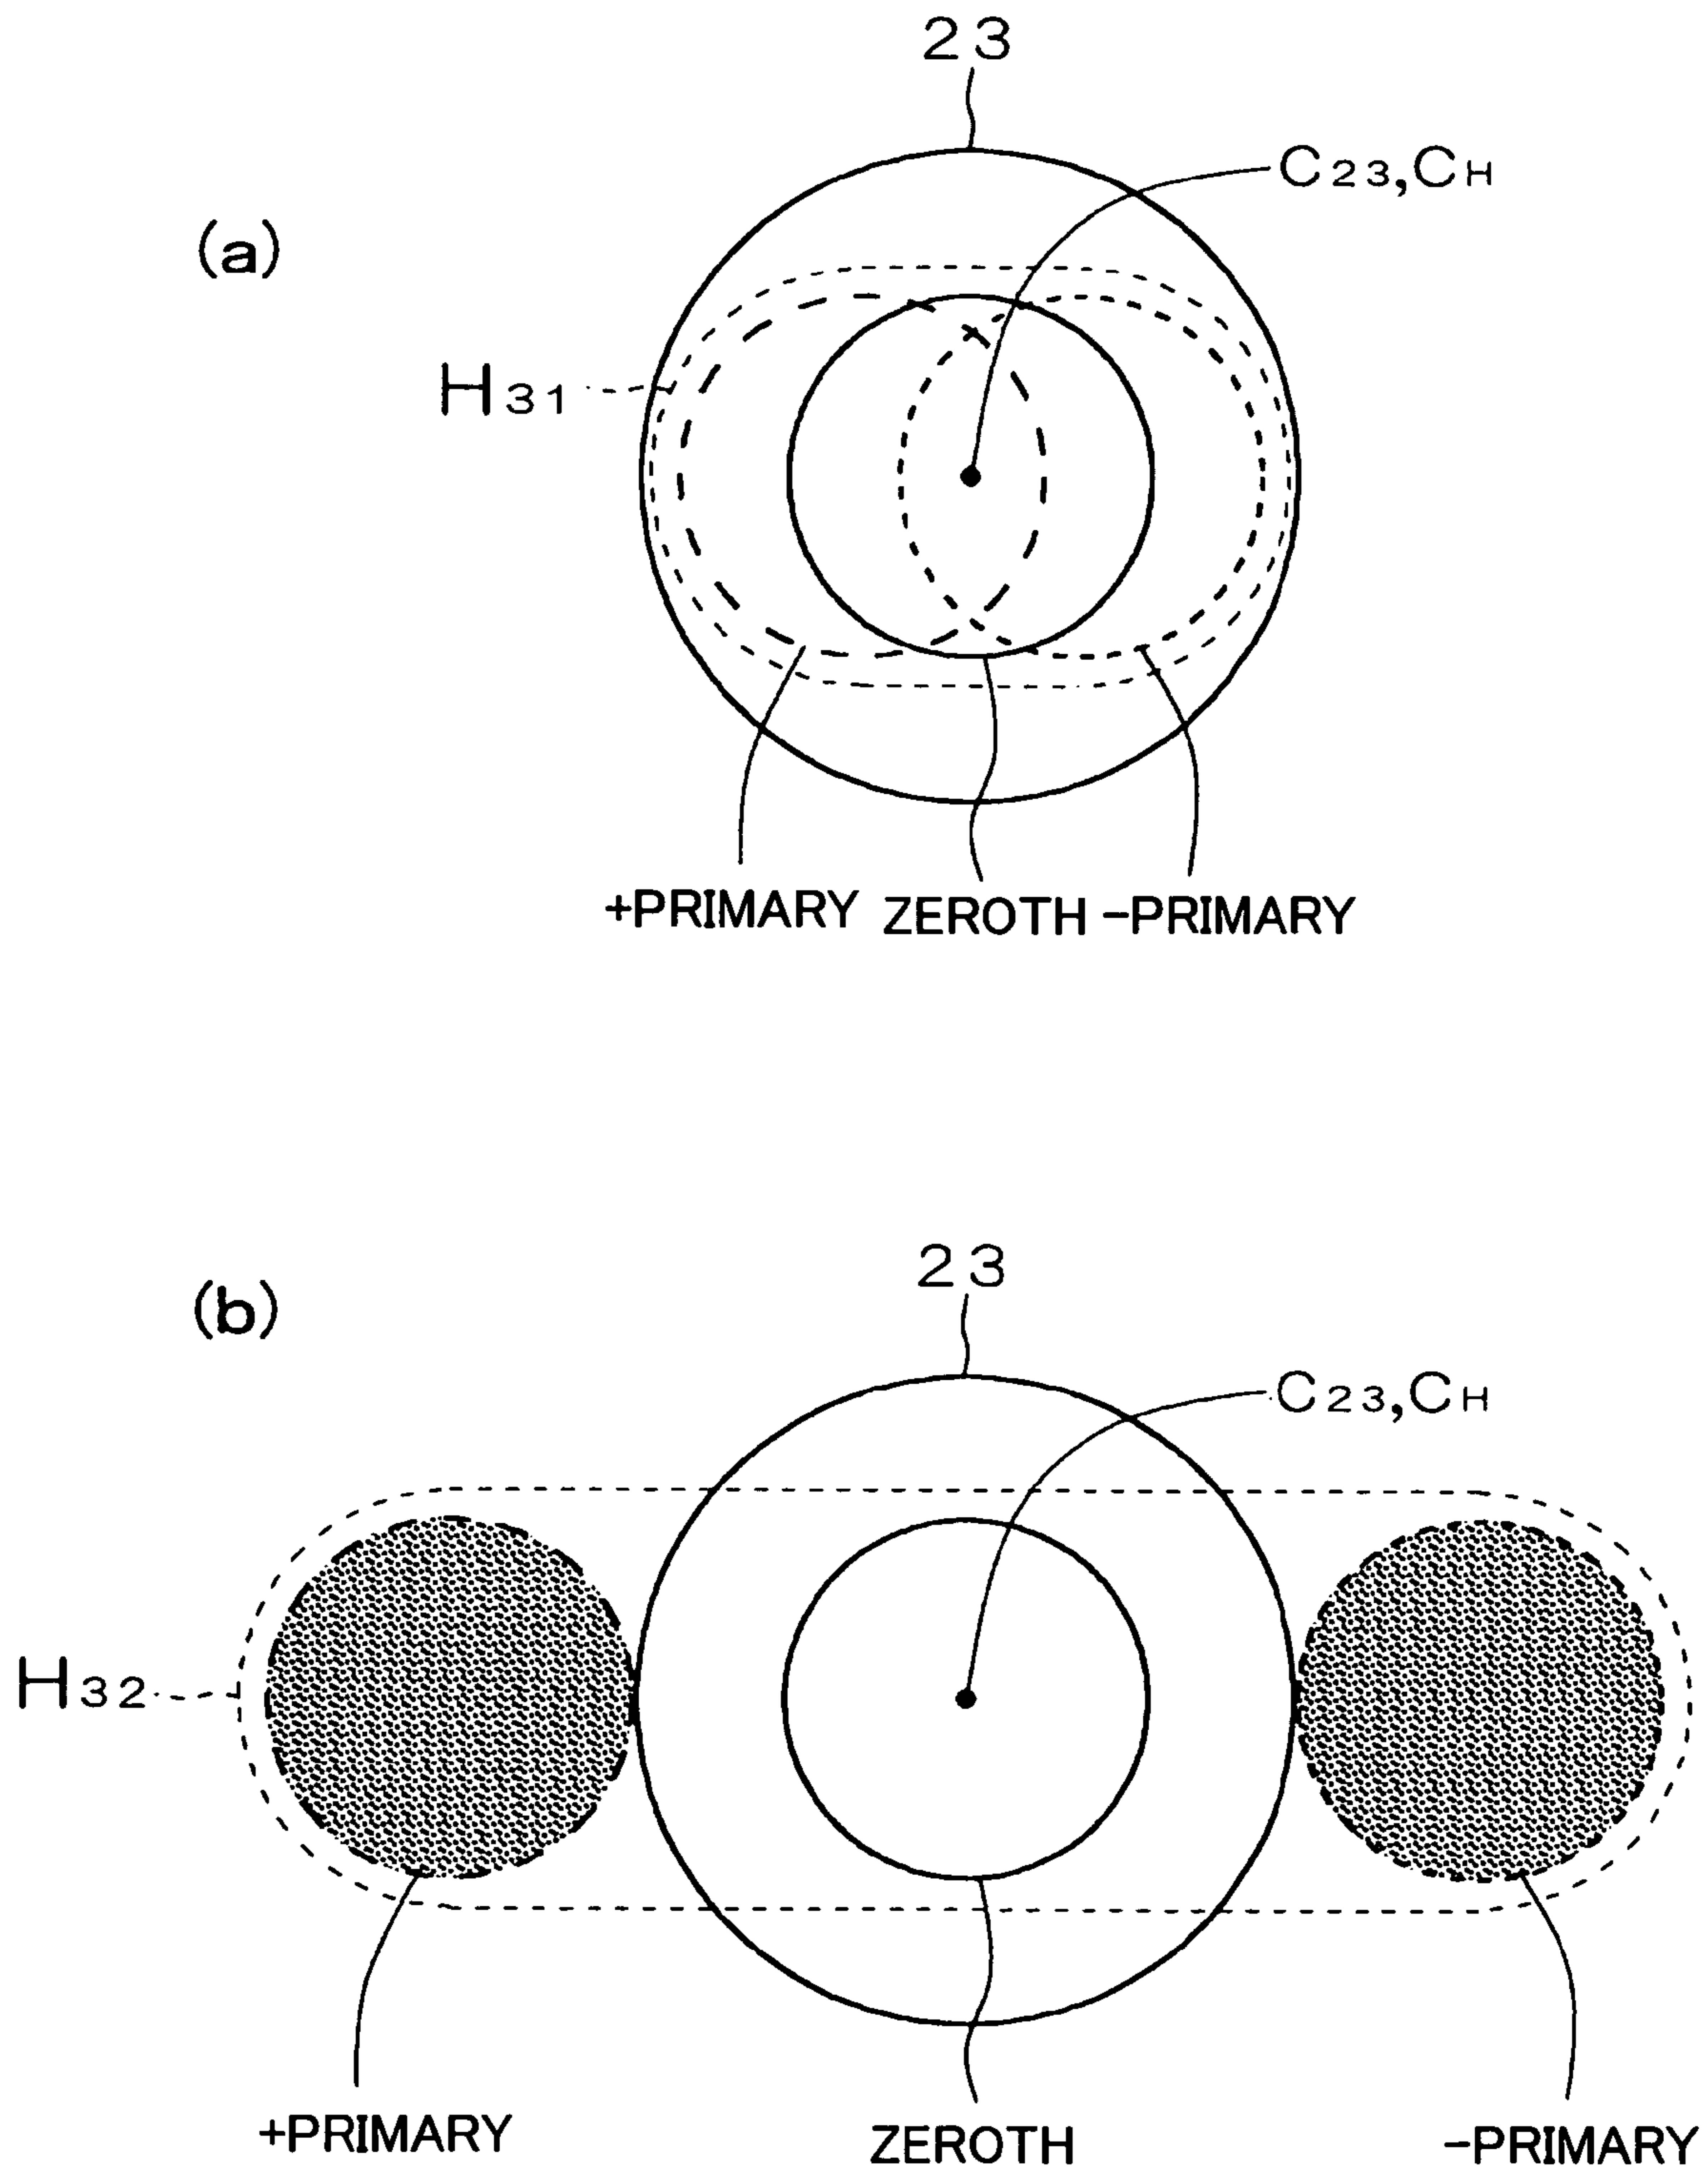 23
C23,CH
(a)
H31
+PRIMARY ZEROTH -PRIMARY
23
(b)
C23,CH
H32
+PRIMARY ZEROTH -PRIMARY